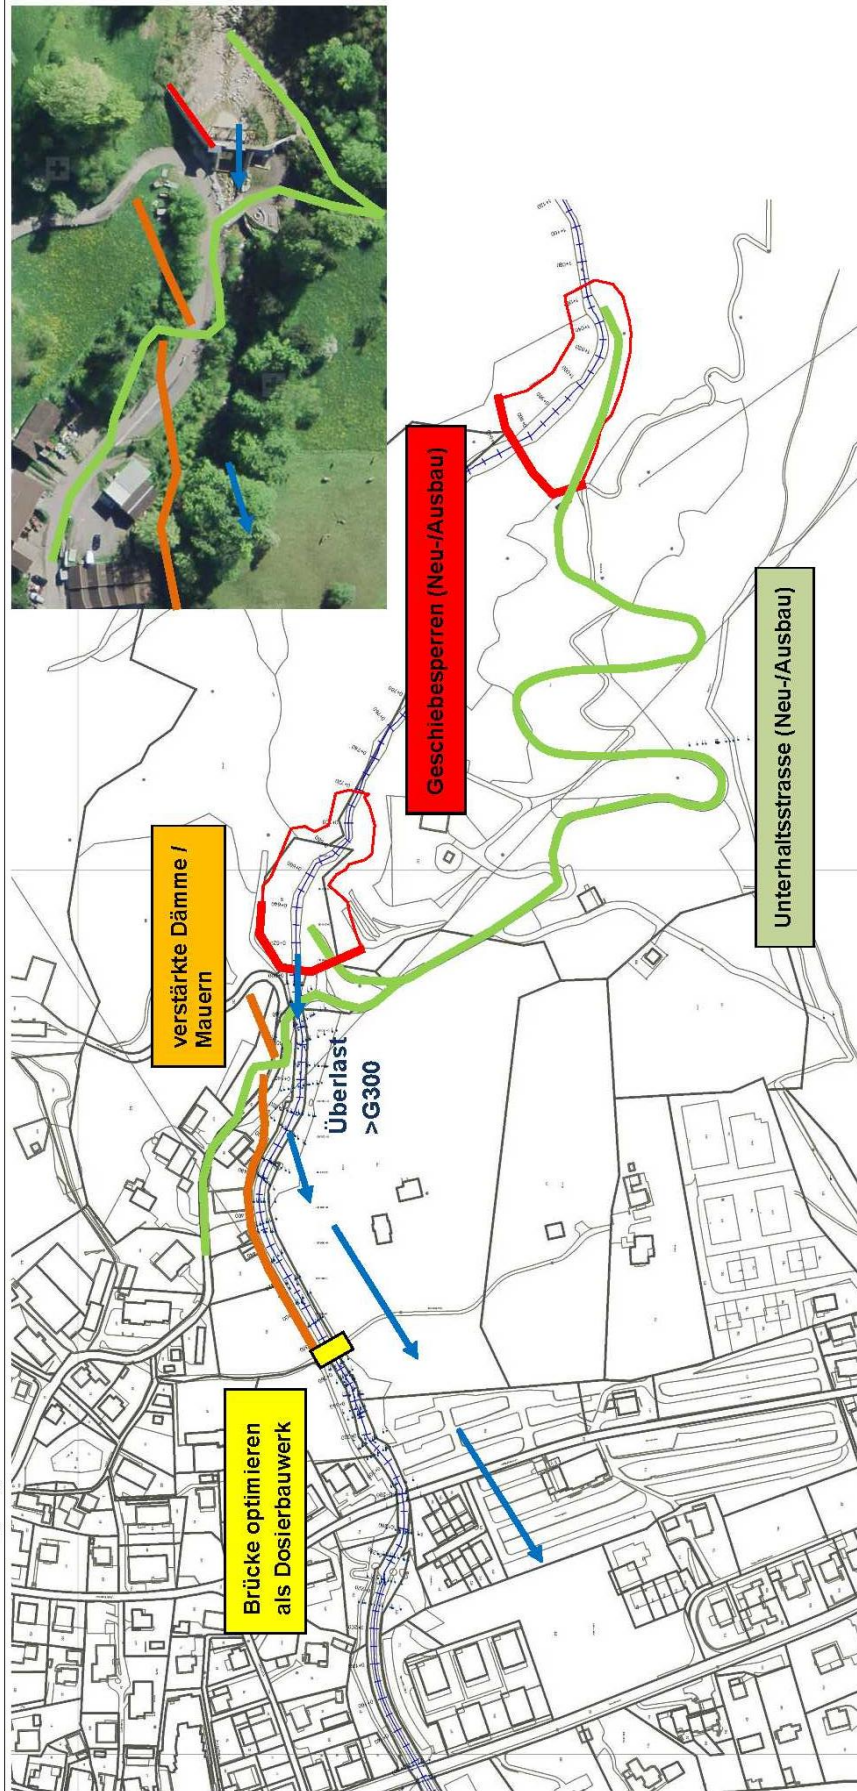 Brücke optimieren
als Dosierbauwerk
verstärkte Dämme /
Mauern
Überlast
>G300
Geschiebesperren (Neu-/Ausbau)
Unterhaltsstrasse (Neu-/Ausbau)